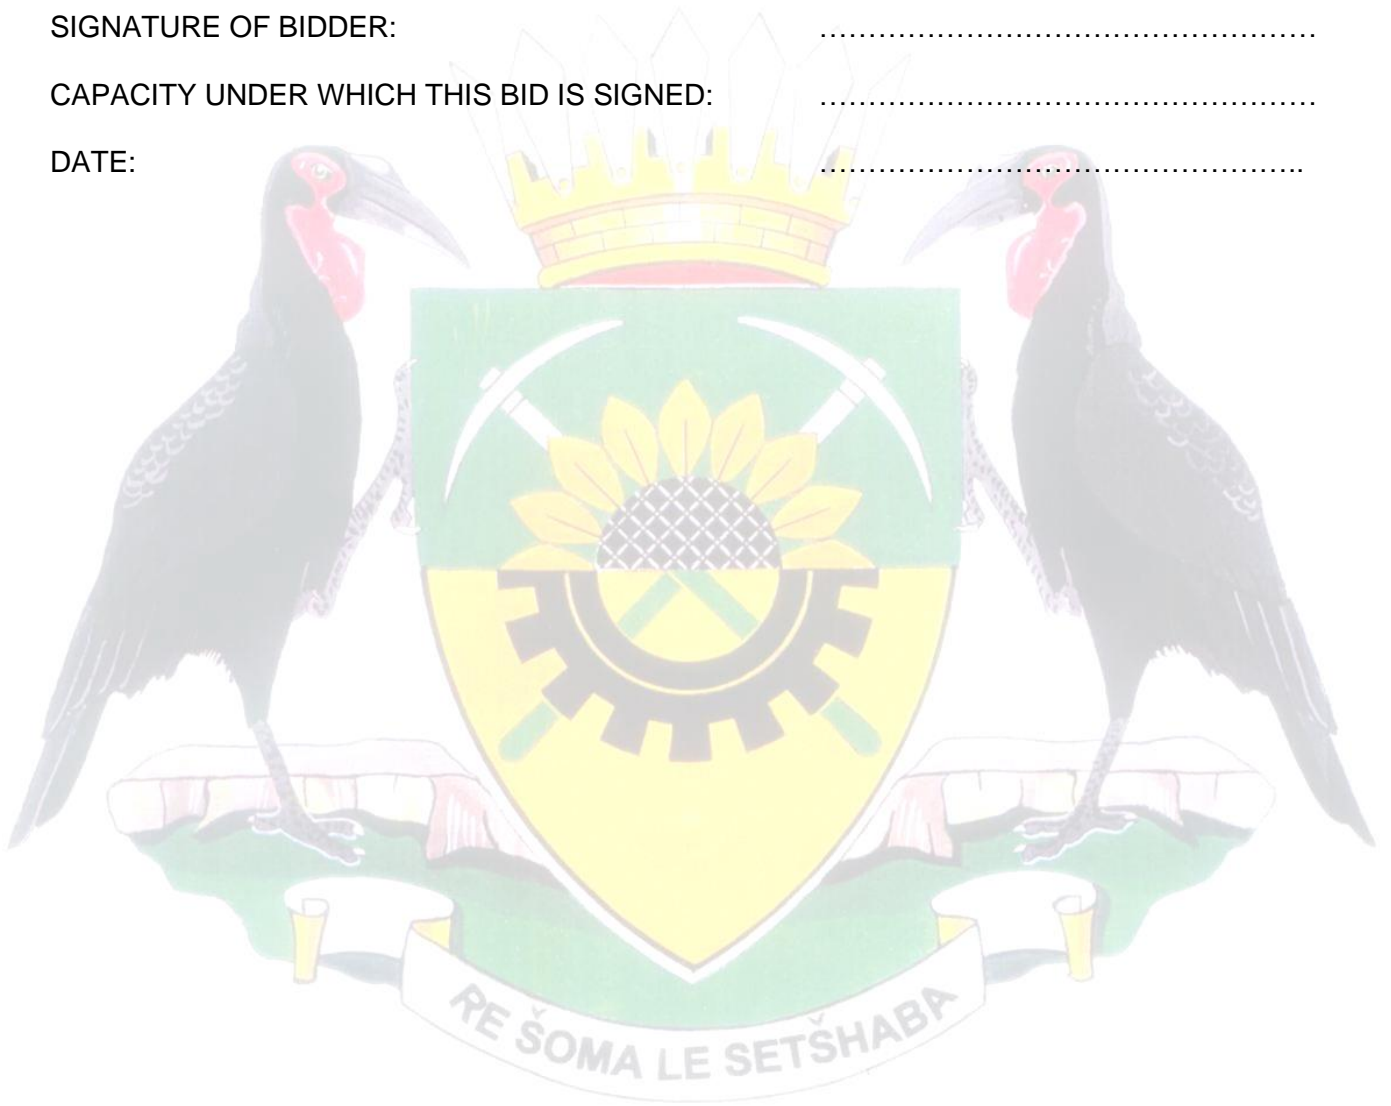 SIGNATURE OF BIDDER: ……………………………………………
CAPACITY UNDER WHICH THIS BID IS SIGNED: ……………………………………………
DATE: …………………………………………..
RE ŠOMA LE SETŠHABA